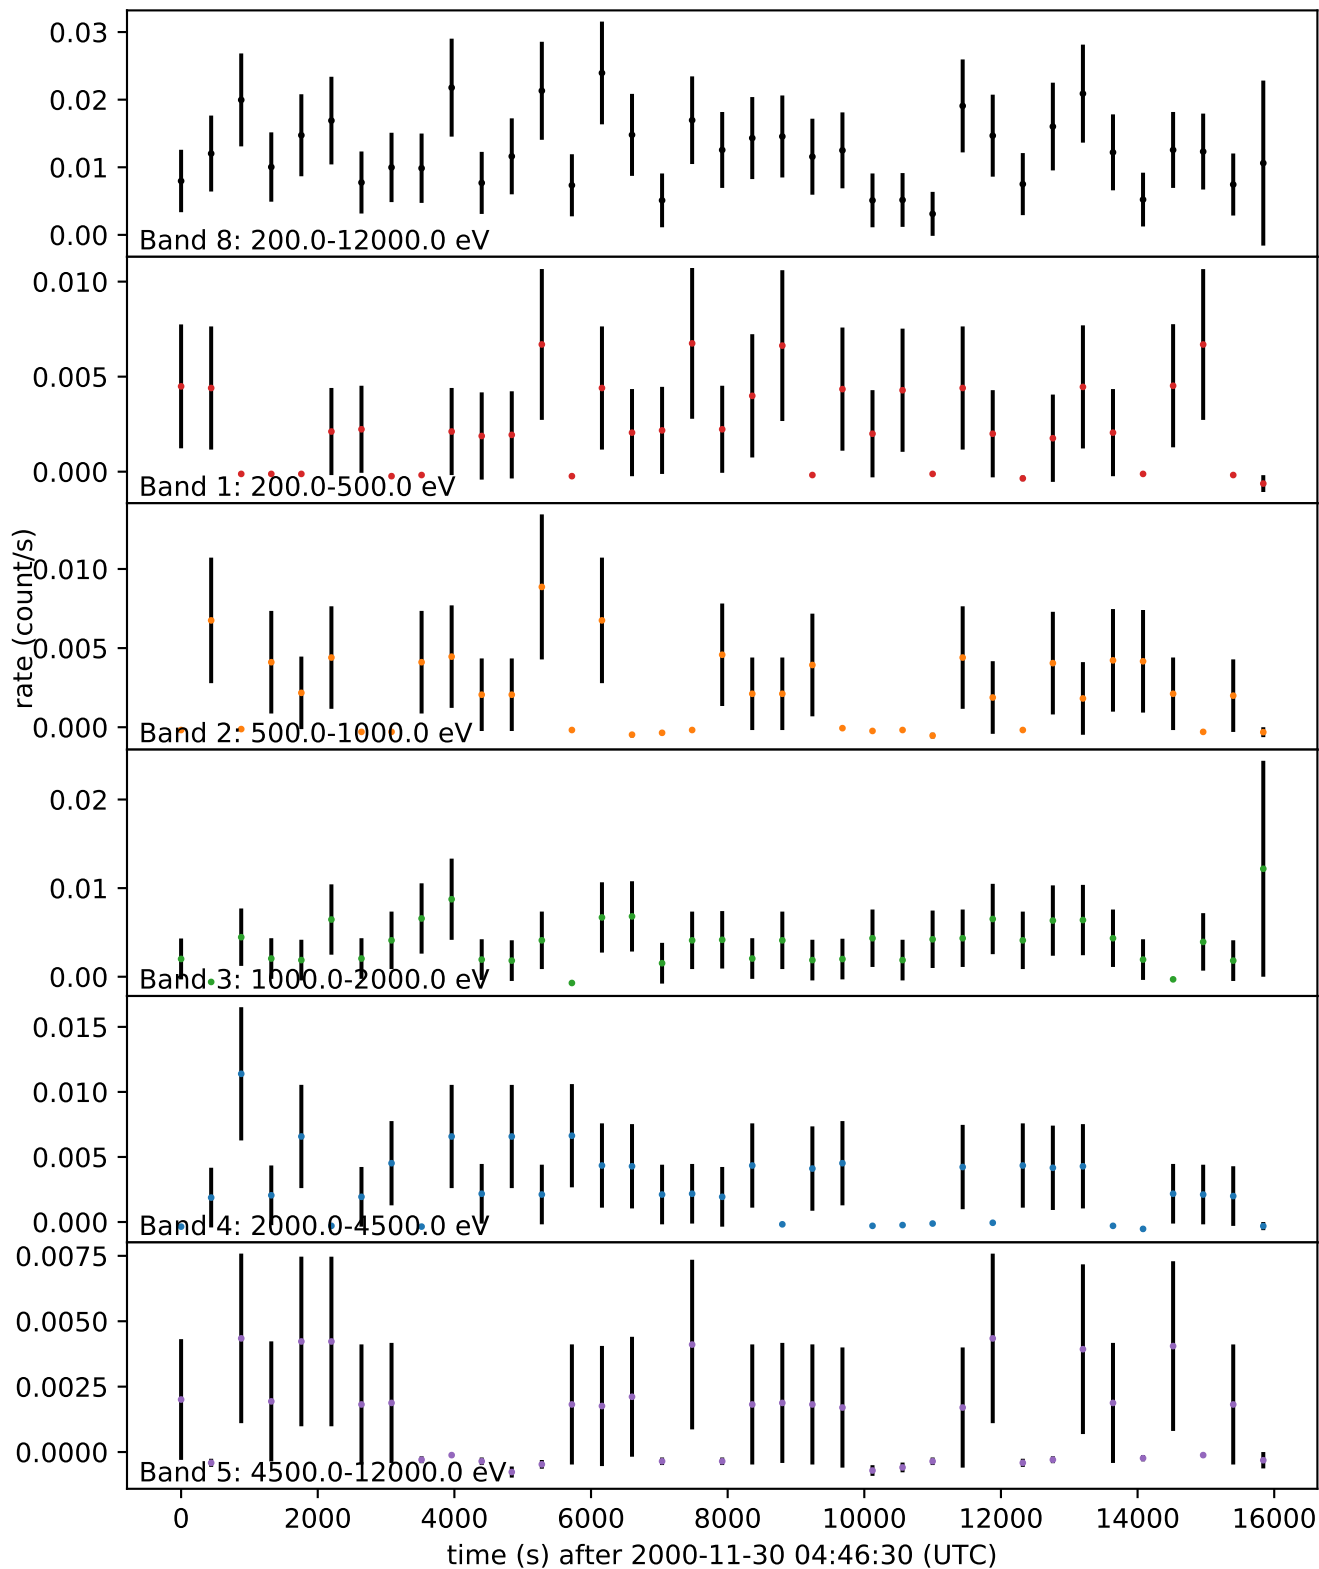 0.03
0.02
0.01
0.00
Band 8: 200.0-12000.0 eV
0.010
0.005
0.000
Band 1: 200.0-500.0 eV
rate (count/s)
0.010
0.005
0.000
Band 2: 500.0-1000.0 eV
0.02
0.01
0.00
Band 3: 1000.0-2000.0 eV
0.015
0.010
0.005
0.000
Band 4: 2000.0-4500.0 eV
0.0075
0.0050
0.0025
0.0000
Band 5: 4500.0-12000.0 eV
0 2000 4000 6000 8000 10000 12000 14000 16000
time (s) after 2000-11-30 04:46:30 (UTC)